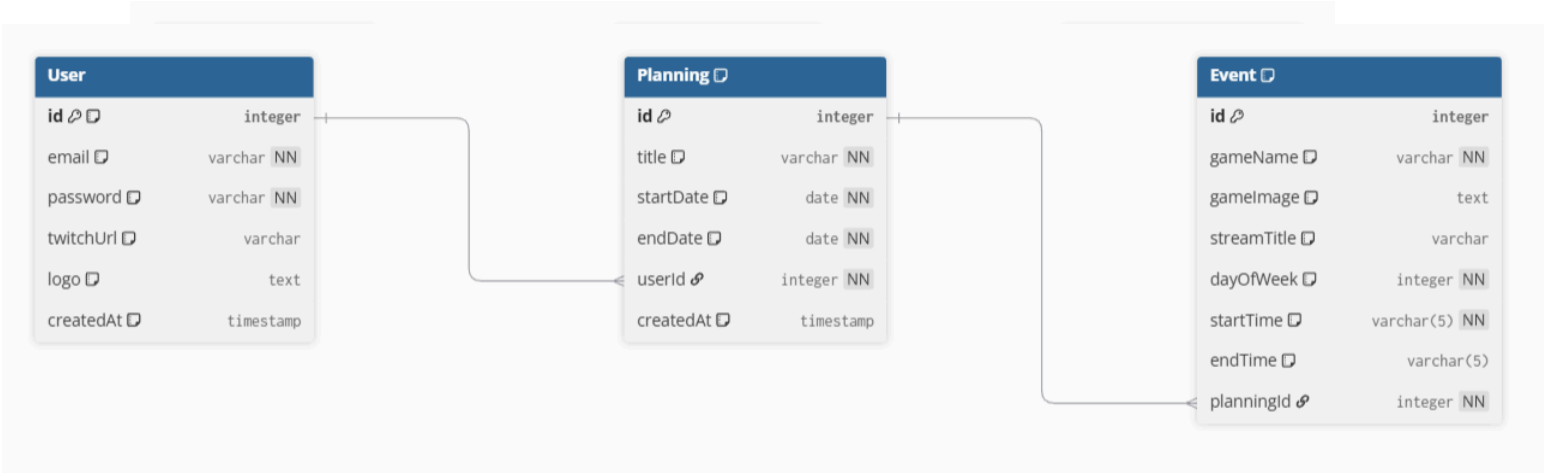 User
id integer
email varchar NN
password varchar NN
twitchUrl varchar
logo text
createdAt timestamp
Planning
id integer
title varchar NN
startDate date NN
endDate date NN
userId integer NN
createdAt timestamp
Event
id integer
gameName varchar NN
gameImage text
streamTitle varchar
dayOfWeek integer NN
startTime varchar(5) NN
endTime varchar(5)
planningId integer NN